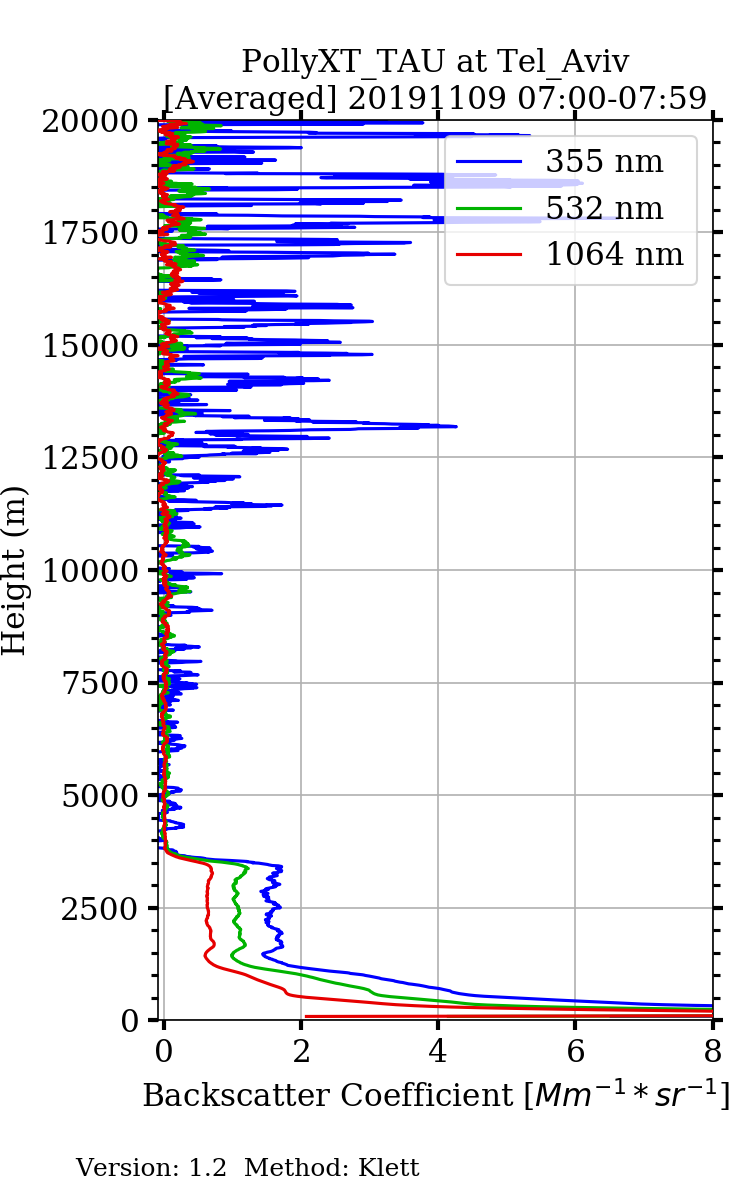 PollyXT_TAU at Tel_Aviv
[Averaged] 20191109 07:00-07:59
20000
17500
15000
12500
10000
7500
5000
2500
0
Height (m)
355 nm
532 nm
1064 nm
0 2 4 6 8
Backscatter Coefficient [Mm⁻¹ * sr⁻¹]
Version: 1.2 Method: Klett